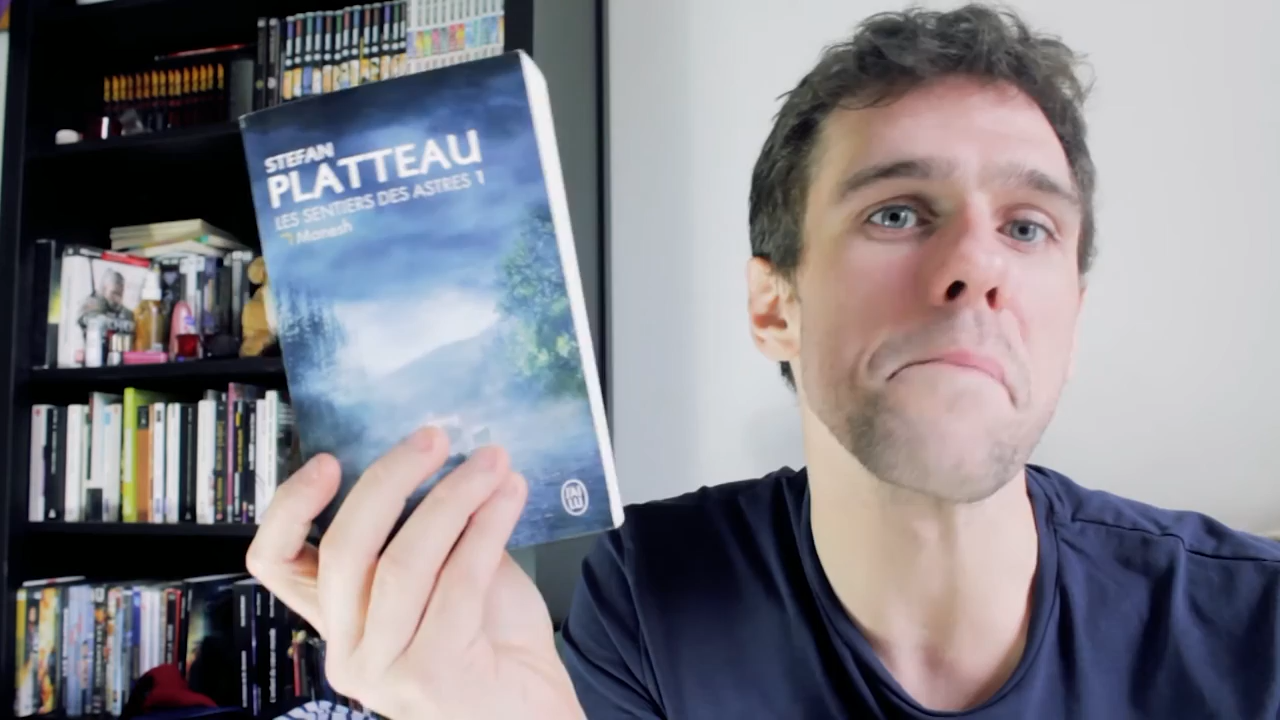 STEFAN
PLATTEAU
LES SENTIERS DES ASTRES 1
Manesh
J'AI
LU